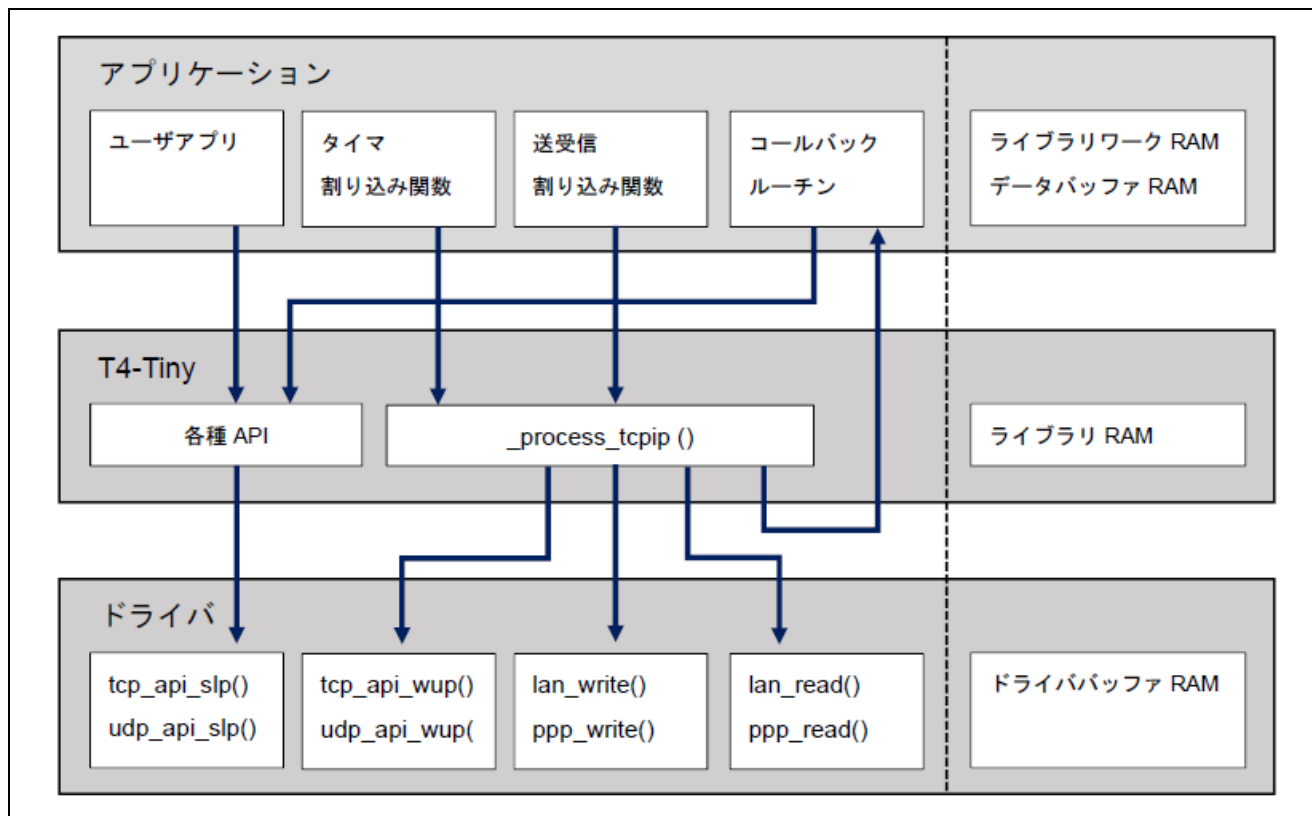 アプリケーション
ユーザアプリ
タイマ
割り込み関数
送受信
割り込み関数
コールバック
ルーチン
ライブラリワーク RAM
データバッファ RAM
T4-Tiny
各種 API
_process_tcpip ()
ライブラリ RAM
ドライバ
tcp_api_slp()
udp_api_slp()
tcp_api_wup()
udp_api_wup(
lan_write()
ppp_write()
lan_read()
ppp_read()
ドライババッファ RAM